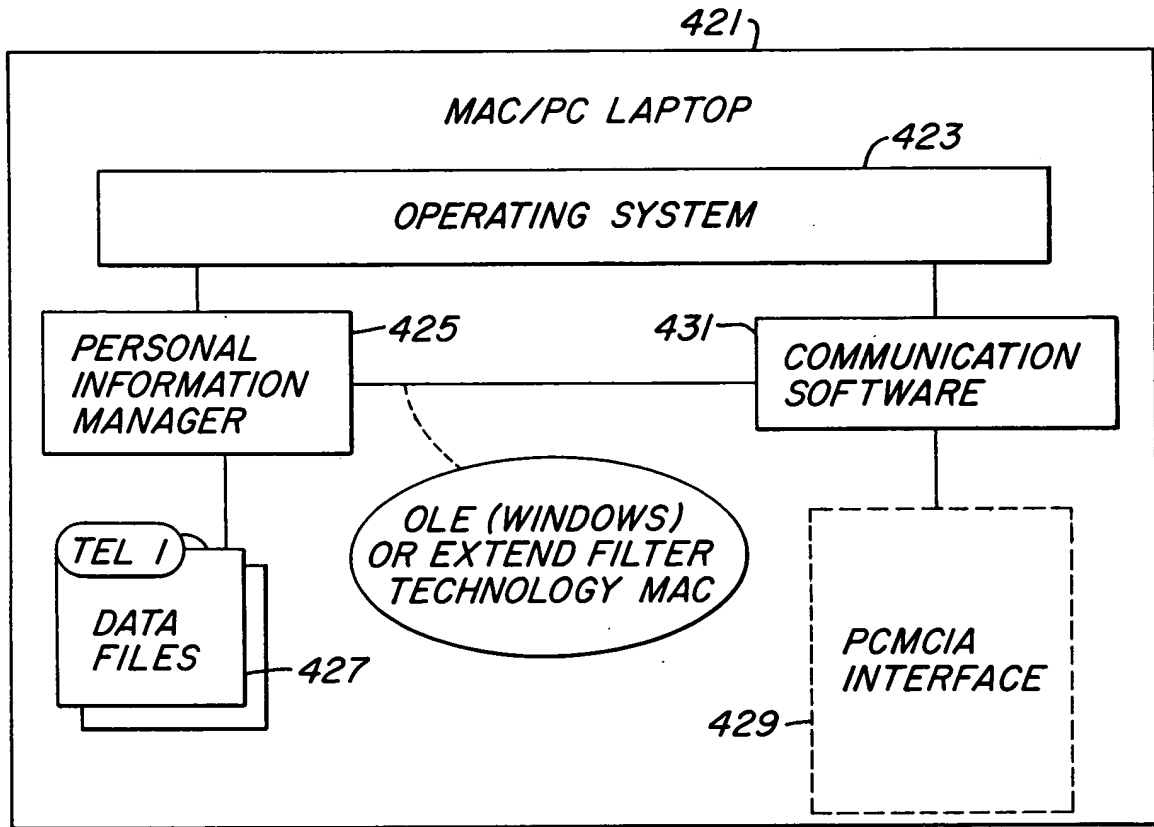 421
MAC/PC LAPTOP
423
OPERATING SYSTEM
425
431
PERSONAL
INFORMATION
MANAGER
COMMUNICATION
SOFTWARE
OLE (WINDOWS)
OR EXTEND FILTER
TECHNOLOGY MAC
TEL 1
DATA
FILES
427
PCMCIA
INTERFACE
429